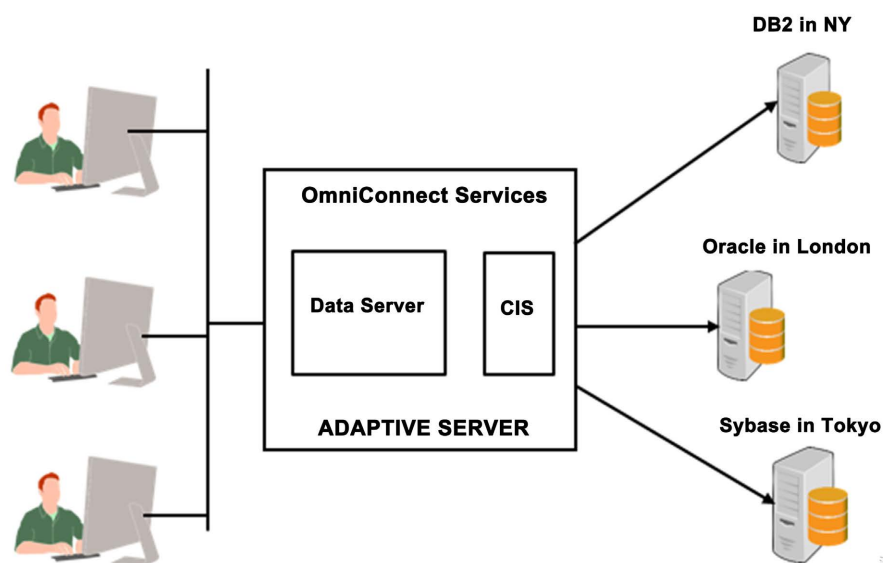 DB2 in NY
OmniConnect Services
Oracle in London
Data Server
CIS
ADAPTIVE SERVER
Sybase in Tokyo